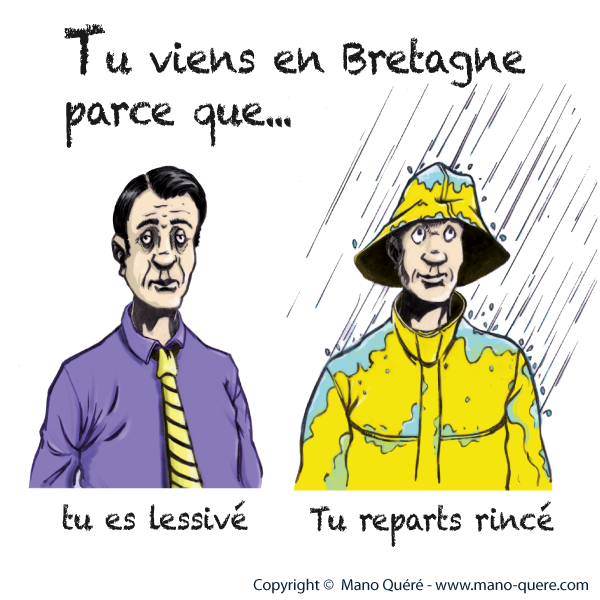 Tu viens en Bretagne
parce que...
tu es lessivé
Tu reparts rincé
Copyright © Mano Quéré - www.mano-quere.com